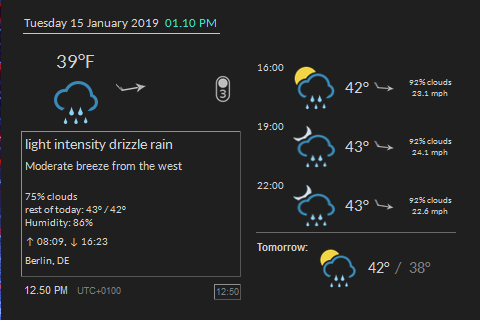 Tuesday 15 January 2019 01.10 PM
39°F
3
light intensity drizzle rain
Moderate breeze from the west
75% clouds
rest of today: 43° / 42°
Humidity: 86%
↑ 08:09, ↓ 16:23
Berlin, DE
12.50 PM UTC+0100 12:50
16:00
42°
92% clouds
28.1 mph
19:00
43°
92% clouds
24.1 mph
22:00
43°
92% clouds
22.6 mph
Tomorrow:
42° / 38°